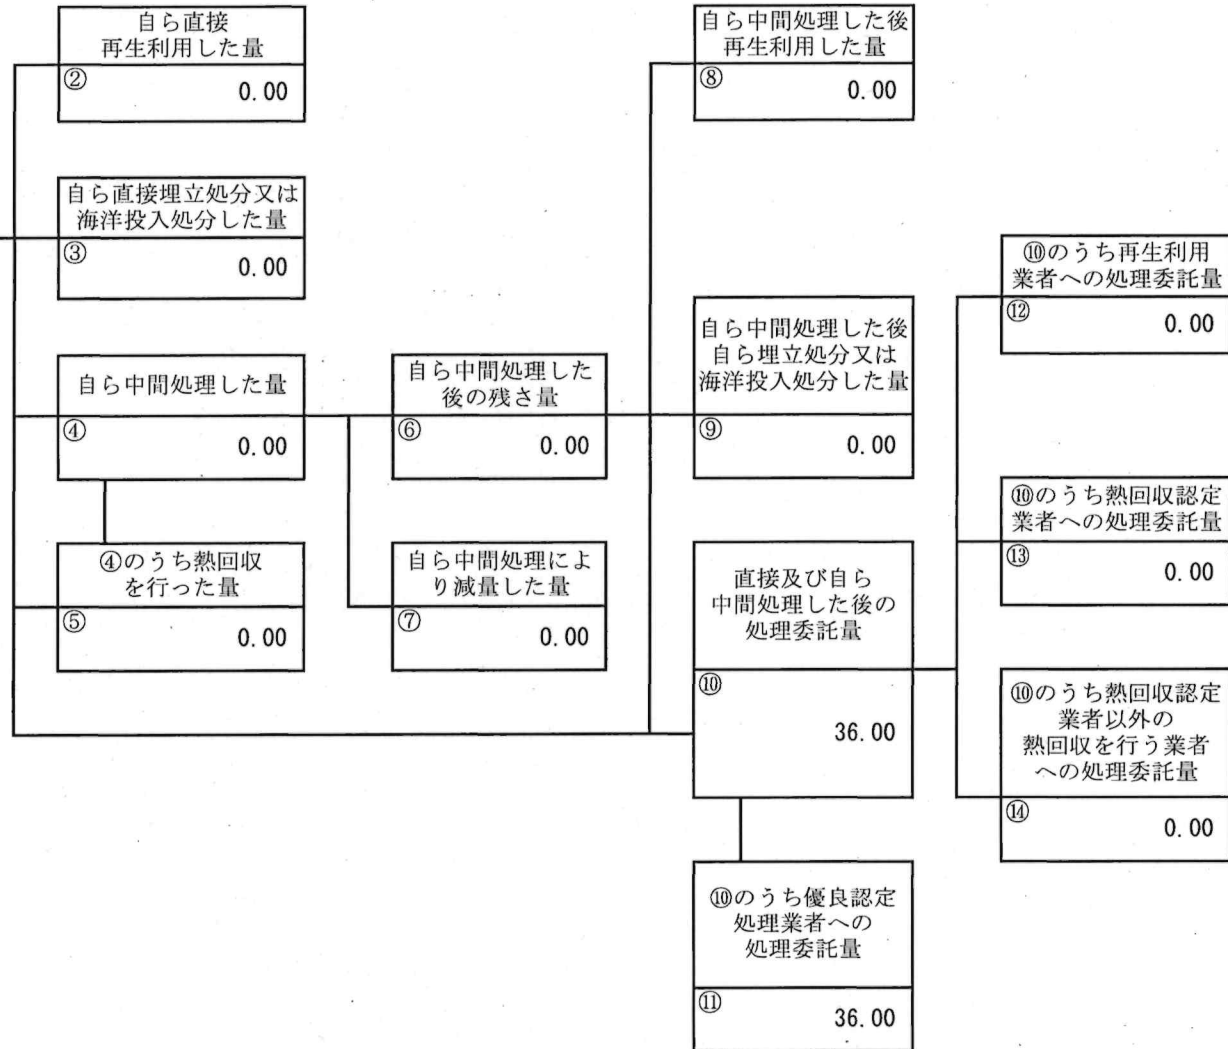 自ら直接
再生利用した量
②
0.00
自ら直接埋立処分又は
海洋投入処分した量
③
0.00
自ら中間処理した量
④
0.00
④のうち熱回収
を行った量
⑤
0.00
自ら中間処理した
後の残さ量
⑥
0.00
自ら中間処理によ
り減量した量
⑦
0.00
自ら中間処理した後
再生利用した量
⑧
0.00
自ら中間処理した後
自ら埋立処分又は
海洋投入処分した量
⑨
0.00
直接及び自ら
中間処理した後の
処理委託量
⑩
36.00
⑩のうち優良認定
処理業者への
処理委託量
⑪
36.00
⑩のうち再生利用
業者への処理委託量
⑫
0.00
⑩のうち熱回収認定
業者への処理委託量
⑬
0.00
⑩のうち熱回収認定
業者以外の
熱回収を行う業者
への処理委託量
⑭
0.00